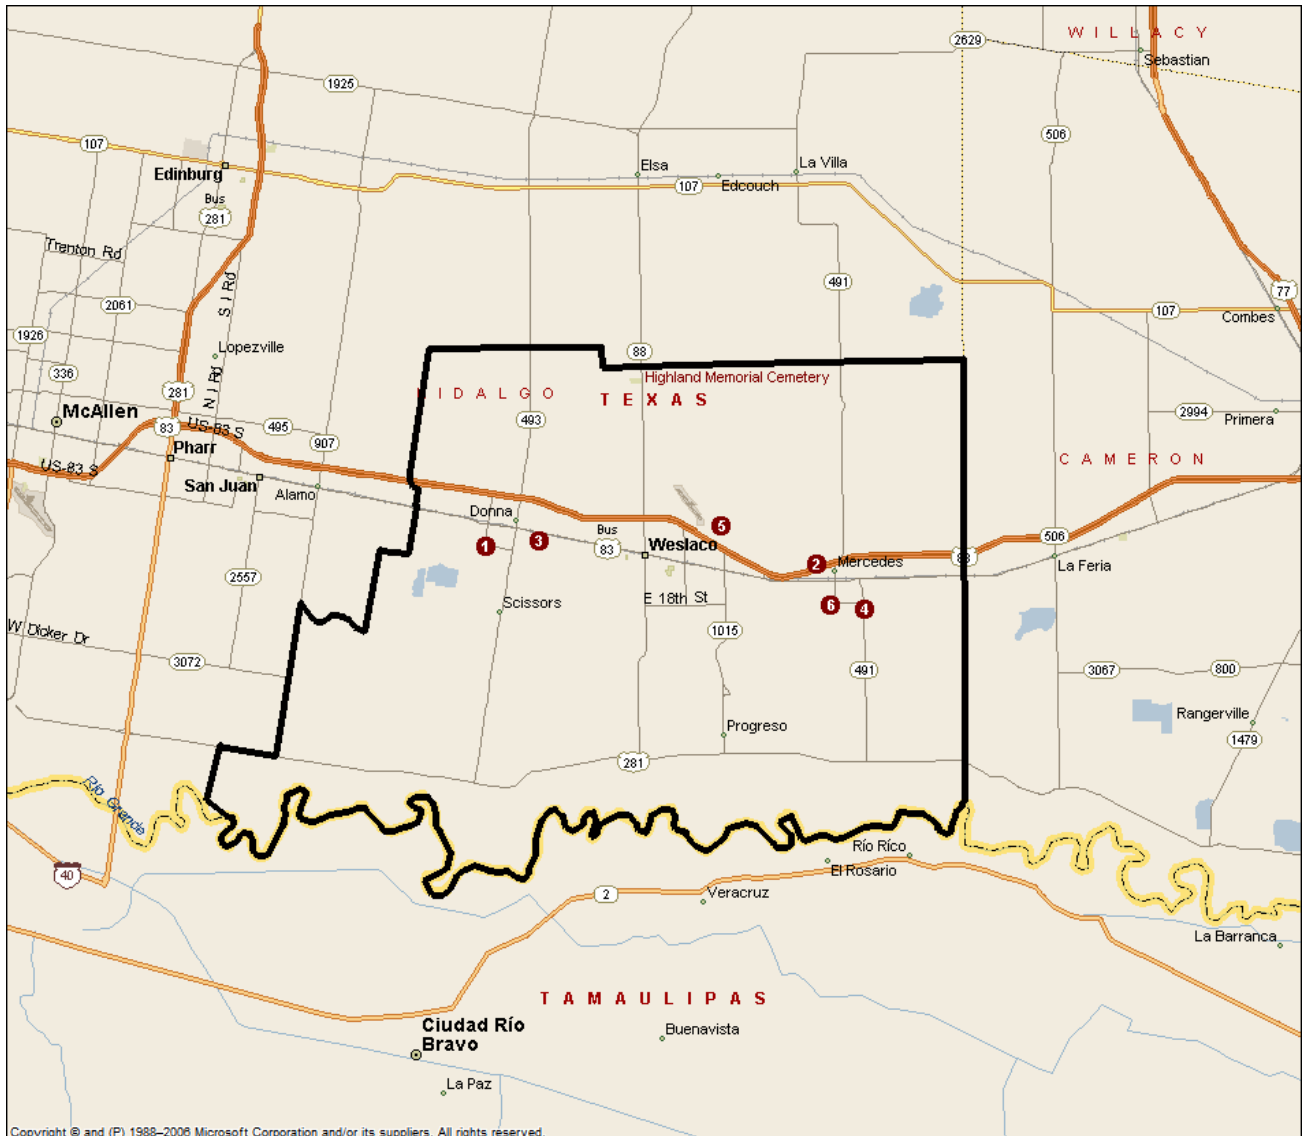 WILLACY
2629
Sebastian
1925
506
107
Edinburg
Elsa
La Villa
107
Edcouch
Bus
281
Trenton Rd
S I Rd
491
77
2061
107
Combes
1926
Lopezville
88
336
281
N I Rd
Highland Memorial Cemetery
HIDALGO
TEXAS
McAllen
493
2994
Primera
83
US-83 S
495
907
Pharr
CAMERON
US-83 S
San Juan
Alamo
Donna
5
Bus
83
506
1
3
Weslaco
83
2
Mercedes
La Feria
2557
E 18th St
6
4
Scissors
W Dicker Dr
1015
3072
491
3067
800
Rangerville
Progreso
1479
281
Río Grande
Río Ríco
40
El Rosario
2
Veracruz
La Barranca
TAMAULIPAS
Ciudad Río
Bravo
Buenavista
La Paz
Copyright © and (P) 1988–2006 Microsoft Corporation and/or its suppliers. All rights reserved.